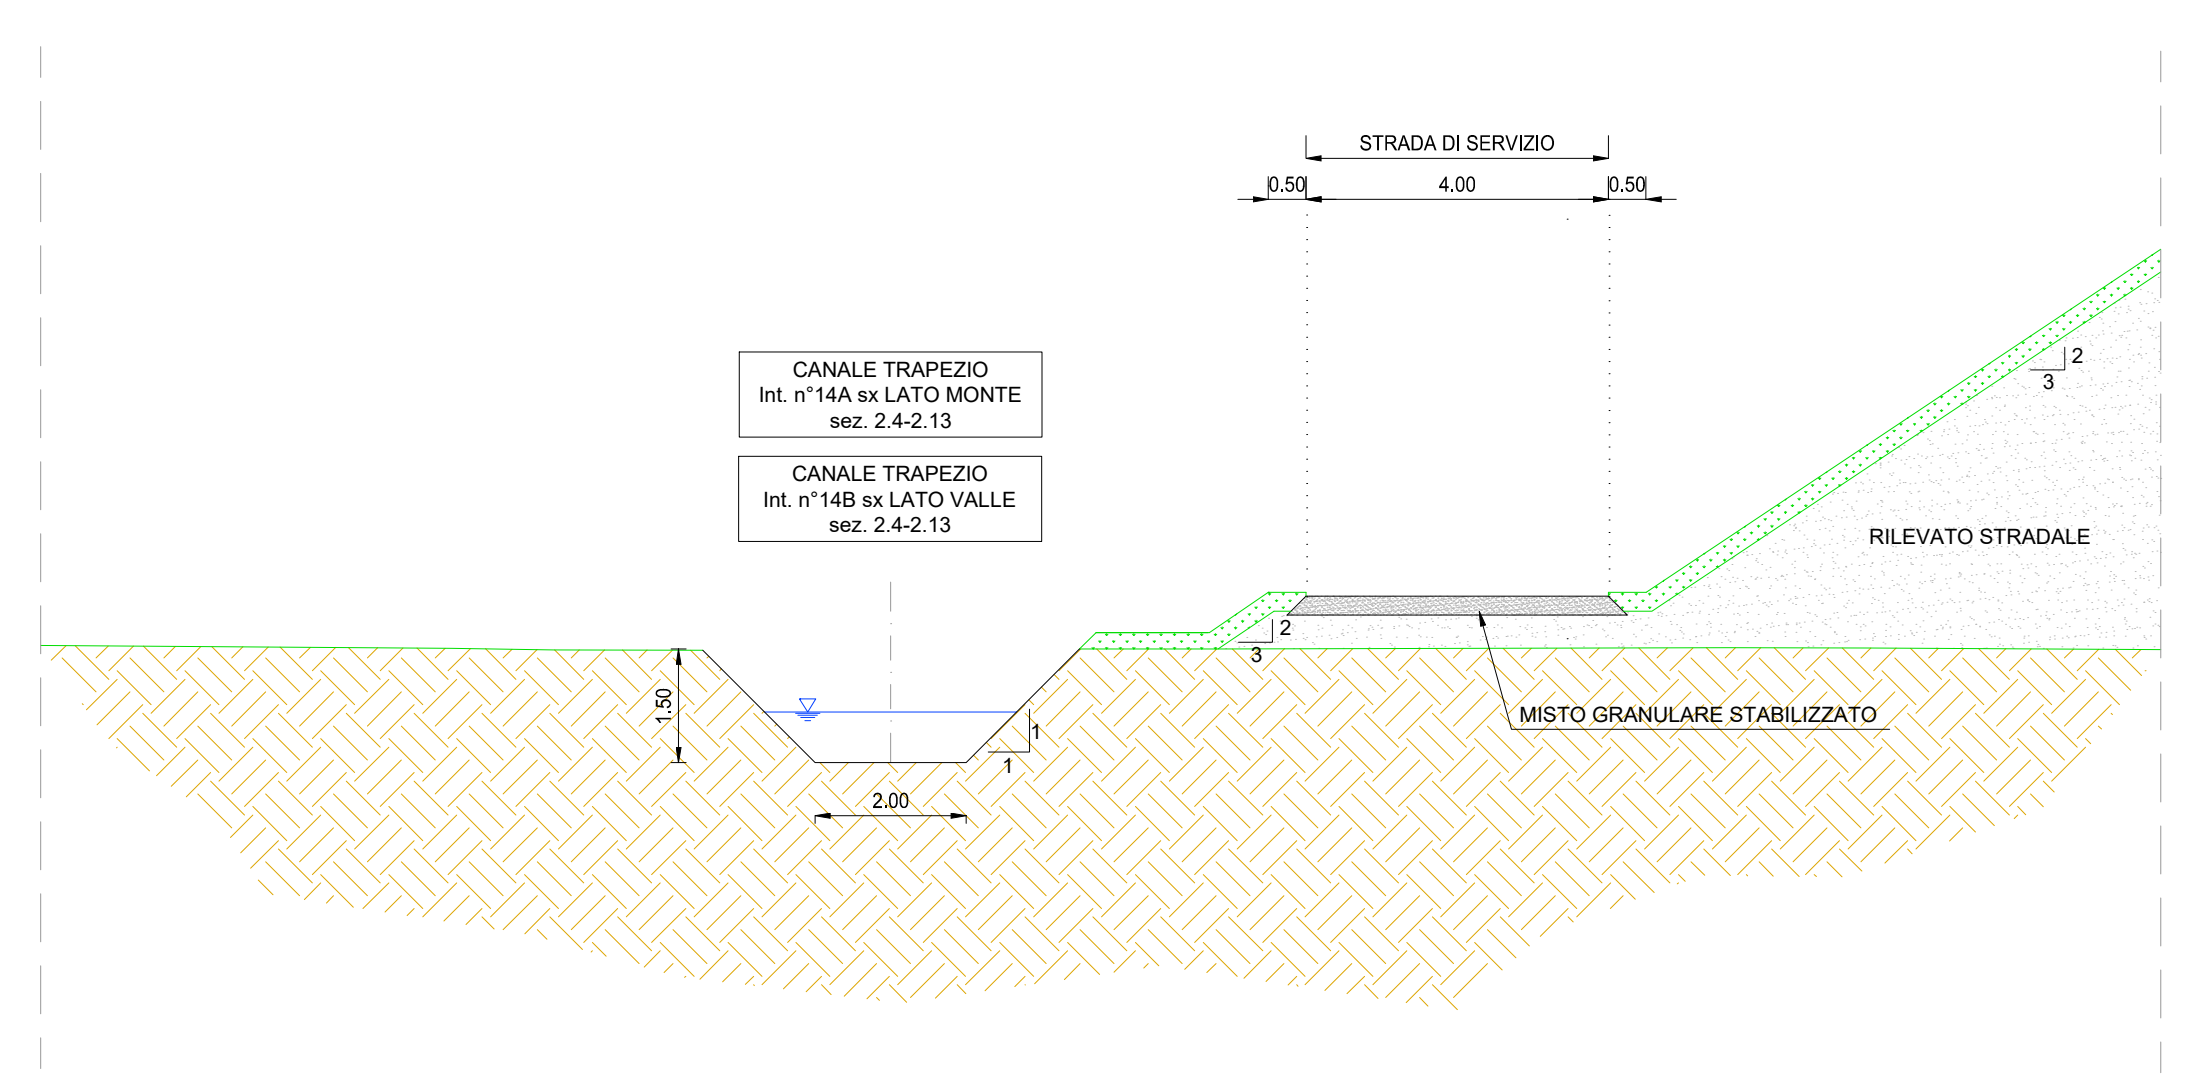 STRADA DI SERVIZIO
0.50
4.00
0.50
CANALE TRAPEZIO
Int. n°14A sx LATO MONTE
sez. 2.4-2.13
CANALE TRAPEZIO
Int. n°14B sx LATO VALLE
sez. 2.4-2.13
2
3
RILEVATO STRADALE
2
3
1.50
MISTO GRANULARE STABILIZZATO
1
1
2.00